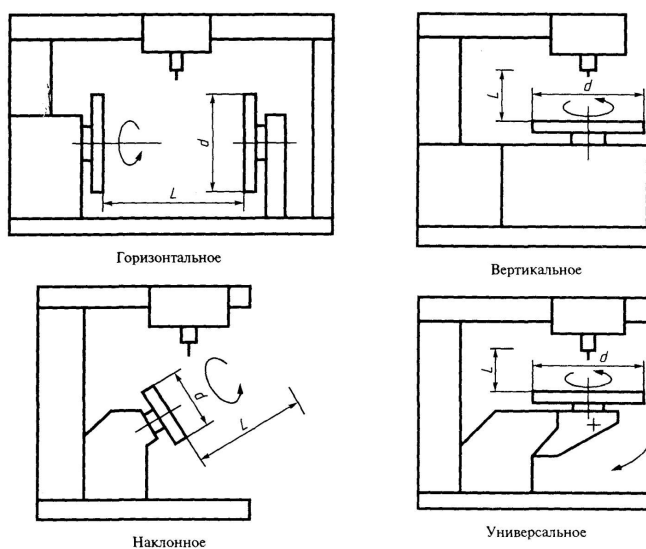 L
d
Горизонтальное
L
d
Вертикальное
d
L
Наклонное
L
d
Универсальное